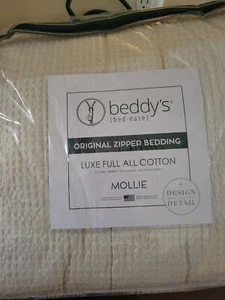 beddy's®
{bed·ease}
ORIGINAL ZIPPER BEDDING
LUXE FULL ALL COTTON
MOLLIE
DESIGN
DETAIL